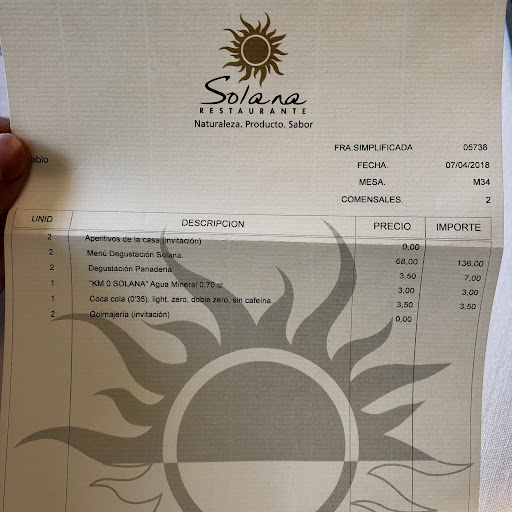 Solana
RESTAURANTE
Naturaleza. Producto. Sabor
FRA.SIMPLIFICADA 05738
FECHA. 07/04/2018
MESA. M34
COMENSALES. 2
UNID DESCRIPCION PRECIO IMPORTE
2 Aperitivos de la casa (invitación) 0,00
2 Menú Degustación Solana. 68,00 136,00
2 Degustación Panaderia 3,50 7,00
1 "KM 0 SOLANA" Agua Mineral 0,70 cl 3,00 3,00
1 Coca cola (0'35), light, zero, doble zero, sin cafeina 3,50 3,50
2 Golmajeria (invitación) 0,00